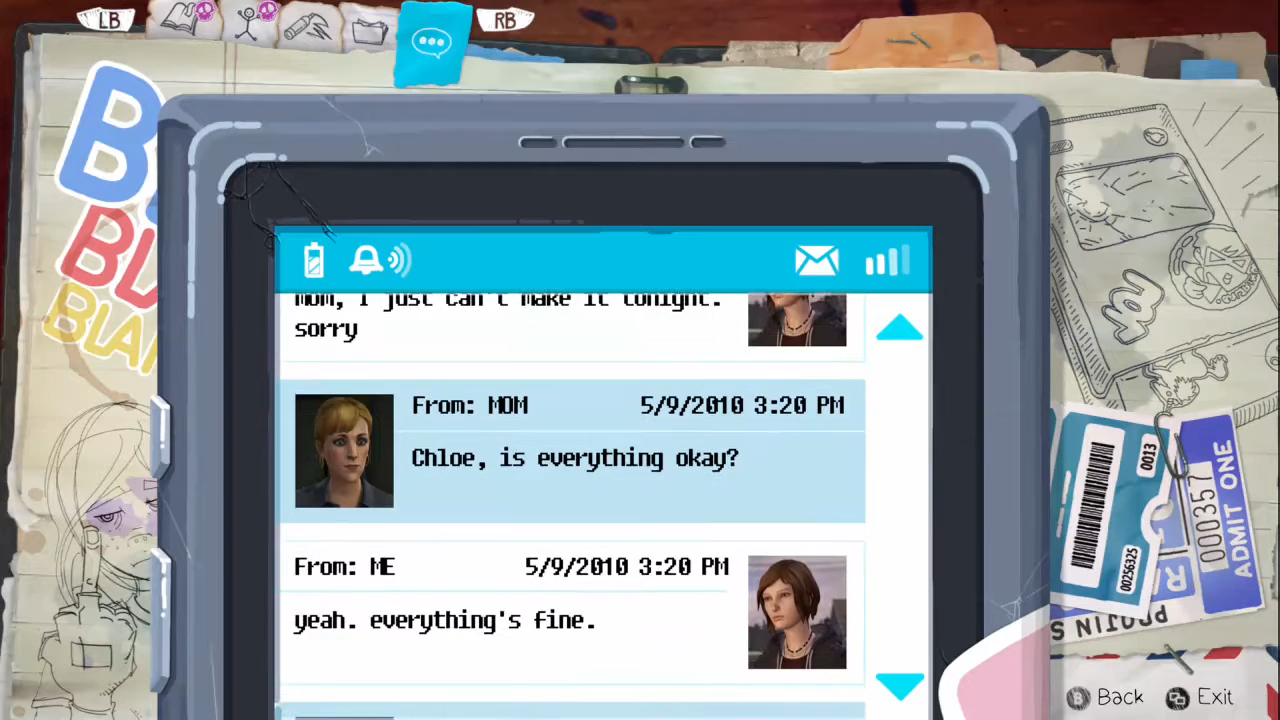 LB
RB
mom, I just can't make it tonight.
sorry
From: MOM
5/9/2010 3:20 PM
Chloe, is everything okay?
From: ME
5/9/2010 3:20 PM
yeah. everything's fine.
0013
00256325
000357
ADMIT ONE
Back
Exit